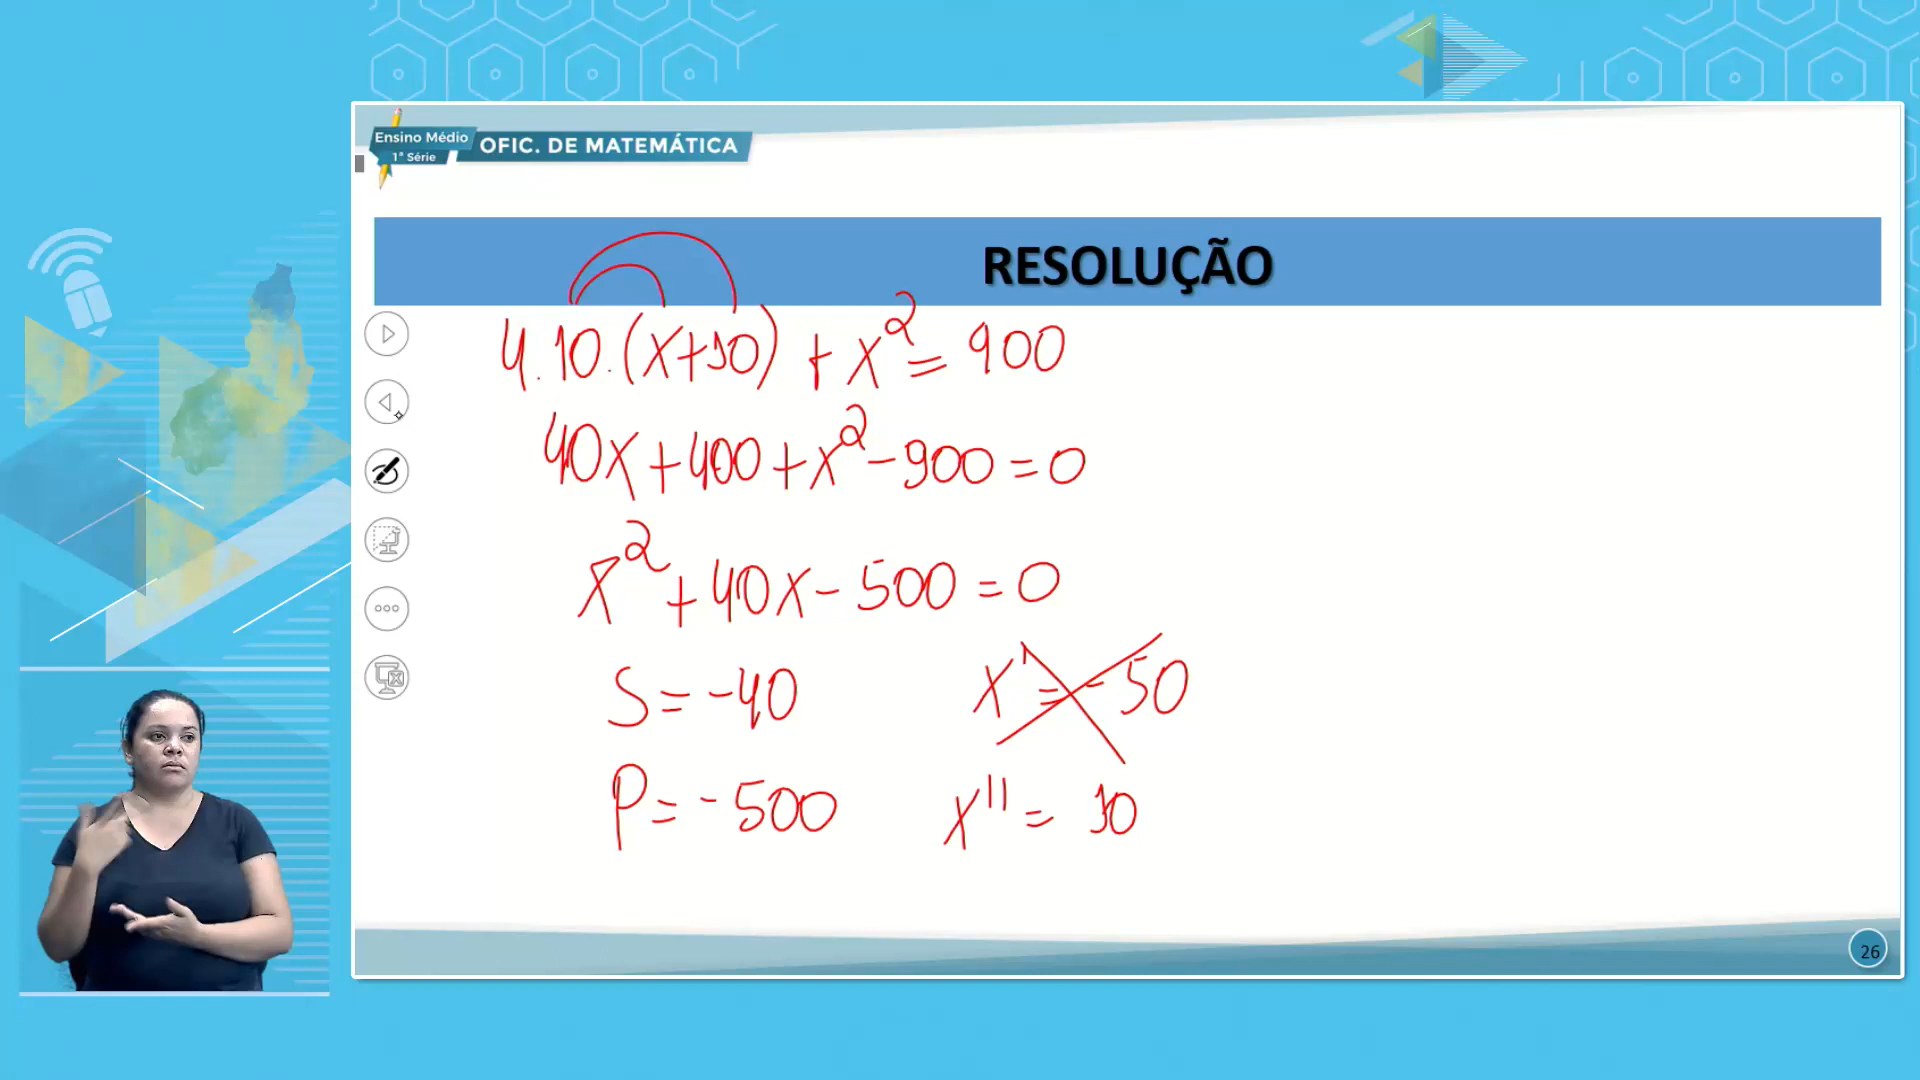 Ensino Médio
1ª Série
OFIC. DE MATEMÁTICA
RESOLUÇÃO
4.10.(x+10) + x² = 900
40x + 400 + x² - 900 = 0
x² + 40x - 500 = 0
S = -40
x' = -50
P = -500
x'' = 10
26